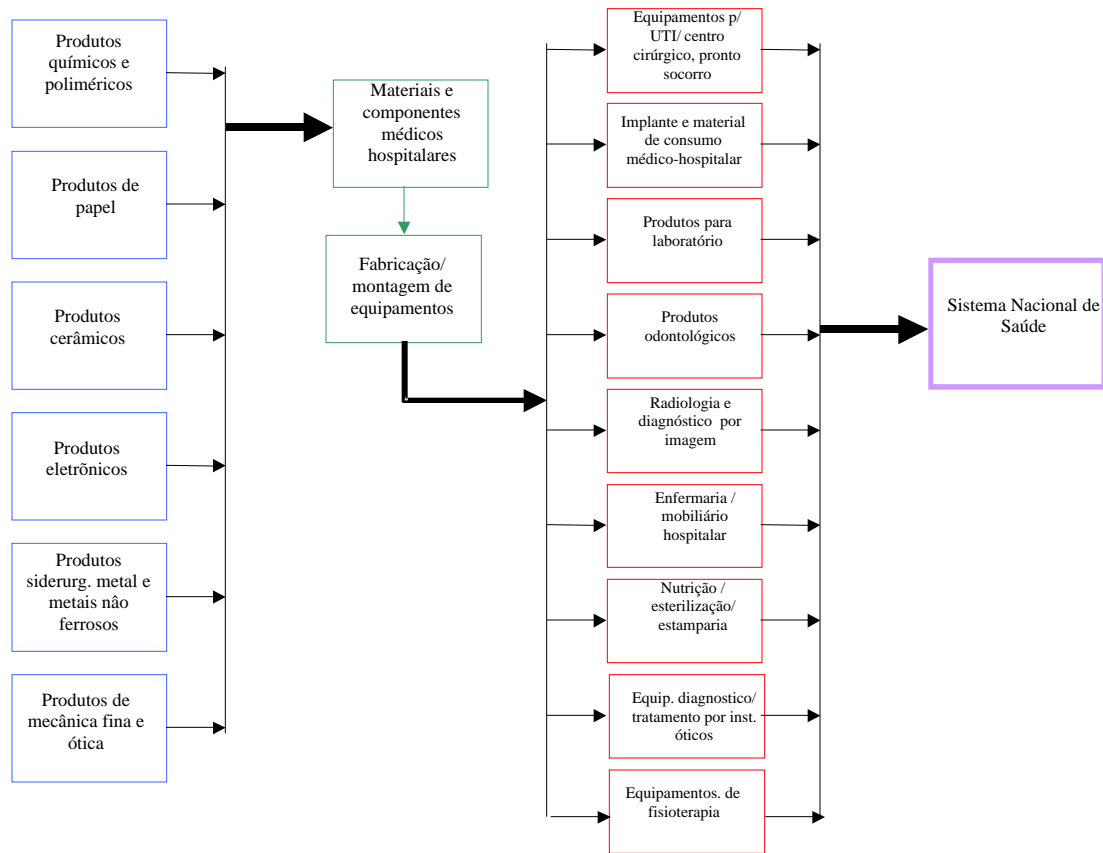 Produtos
químicos e
poliméricos
Produtos de
papel
Produtos
cerâmicos
Produtos
eletrõnicos
Produtos
siderurg. metal e
metais nâo
ferrosos
Produtos de
mecânica fina e
ótica
Materiais e
componentes
médicos
hospitalares
Fabricação/
montagem de
equipamentos
Equipamentos p/
UTI/ centro
cirúrgico, pronto
socorro
Implante e material
de consumo
médico-hospitalar
Produtos para
laboratório
Produtos
odontológicos
Radiologia e
diagnóstico por
imagem
Enfermaria /
mobiliário
hospitalar
Nutrição /
esterilização/
estamparia
Equip. diagnostico/
tratamento por inst.
óticos
Equipamentos. de
fisioterapia
Sistema Nacional de
Saúde